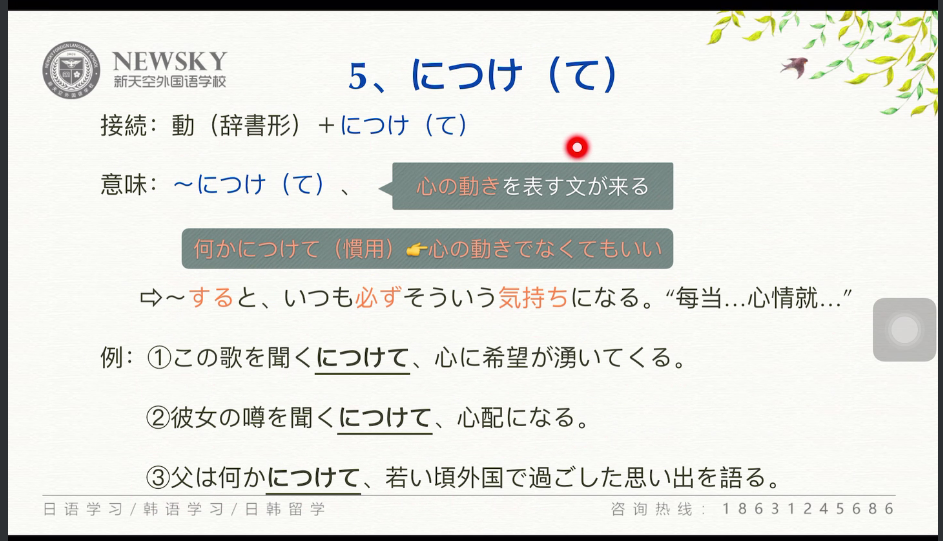 NEWSKY
新天空外国语学校
5、につけ（て）
接続：動（辞書形）＋につけ（て）
意味：～につけ（て）、
心の動きを表す文が来る
何かにつけて（慣用）👉心の動きでなくてもいい
⇨～すると、いつも必ずそういう気持ちになる。“每当…心情就…”
例：①この歌を聞くにつけて、心に希望が湧いてくる。
②彼女の噂を聞くにつけて、心配になる。
③父は何かにつけて、若い頃外国で過ごした思い出を語る。
日语学习/韩语学习/日韩留学
咨询热线：18631245686